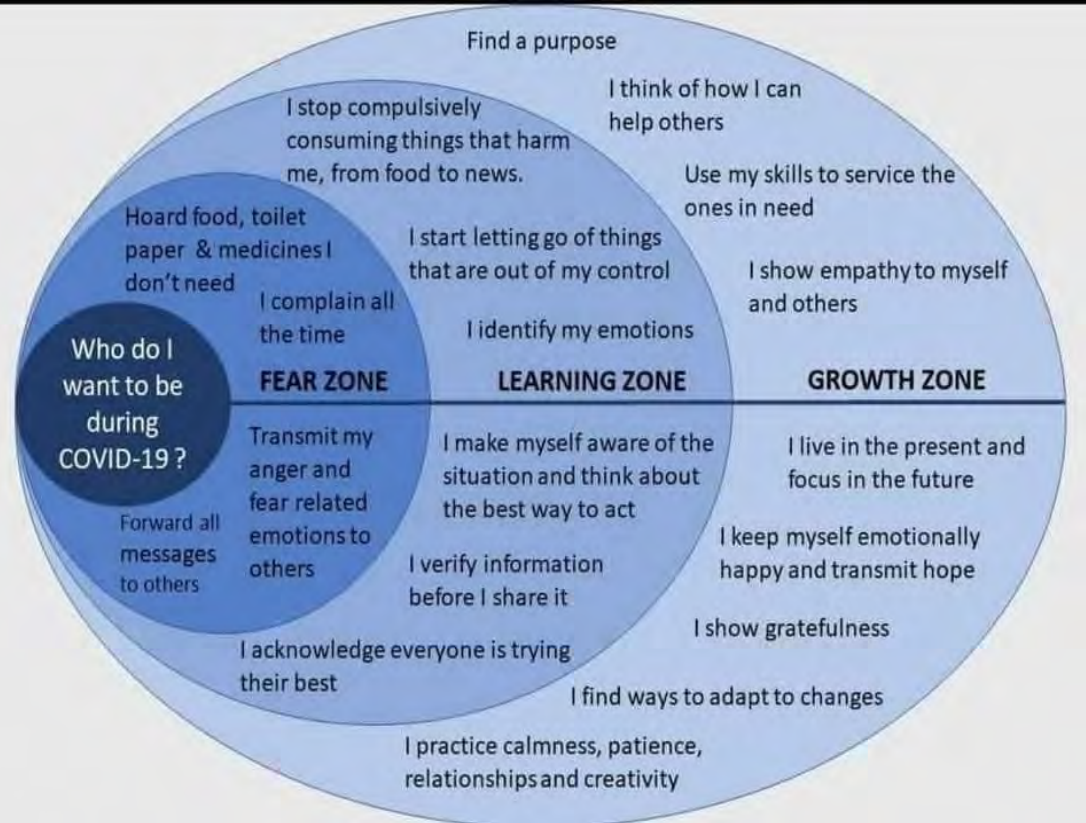 Find a purpose
I think of how I can
help others
Use my skills to service the
ones in need
I show empathy to myself
and others
I stop compulsively
consuming things that harm
me, from food to news.
I start letting go of things
that are out of my control
I identify my emotions
Hoard food, toilet
paper & medicines I
don't need
I complain all
the time
Who do I
want to be
during
COVID-19 ?
FEAR ZONE
LEARNING ZONE
GROWTH ZONE
Transmit my
anger and
fear related
emotions to
others
Forward all
messages
to others
I make myself aware of the
situation and think about
the best way to act
I verify information
before I share it
I acknowledge everyone is trying
their best
I live in the present and
focus in the future
I keep myself emotionally
happy and transmit hope
I show gratefulness
I find ways to adapt to changes
I practice calmness, patience,
relationships and creativity